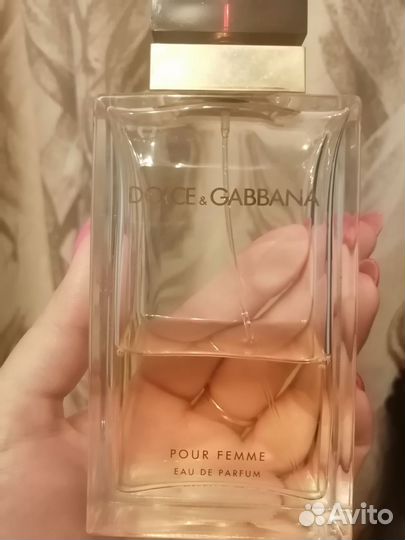 DOLCE & GABBANA
POUR FEMME
EAU DE PARFUM
Avito